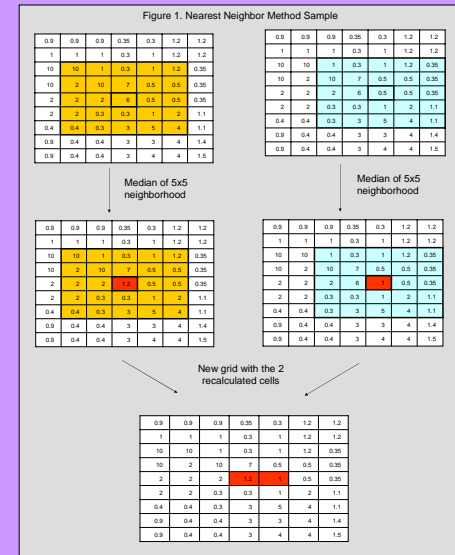 Figure 1. Nearest Neighbor Method Sample
0.9 0.9 0.9 0.35 0.3 1.2 1.2
1 1 1 0.3 1 1.2 1.2
10 10 1 0.3 1 1.2 0.35
10 2 10 7 0.5 0.5 0.35
2 2 2 6 0.5 0.5 0.35
2 2 0.3 0.3 1 2 1.1
0.4 0.4 0.3 3 5 4 1.1
0.9 0.4 0.4 3 3 4 1.4
0.9 0.4 0.4 3 4 4 1.5
0.9 0.9 0.9 0.35 0.3 1.2 1.2
1 1 1 0.3 1 1.2 1.2
10 10 1 0.3 1 1.2 0.35
10 2 10 7 0.5 0.5 0.35
2 2 2 6 0.5 0.5 0.35
2 2 0.3 0.3 1 2 1.1
0.4 0.4 0.3 3 5 4 1.1
0.9 0.4 0.4 3 3 4 1.4
0.9 0.4 0.4 3 4 4 1.5
Median of 5x5
neighborhood
Median of 5x5
neighborhood
0.9 0.9 0.9 0.35 0.3 1.2 1.2
1 1 1 0.3 1 1.2 1.2
10 10 1 0.3 1 1.2 0.35
10 2 10 7 0.5 0.5 0.35
2 2 2 1.2 0.5 0.5 0.35
2 2 0.3 0.3 1 2 1.1
0.4 0.4 0.3 3 5 4 1.1
0.9 0.4 0.4 3 3 4 1.4
0.9 0.4 0.4 3 4 4 1.5
0.9 0.9 0.9 0.35 0.3 1.2 1.2
1 1 1 0.3 1 1.2 1.2
10 10 1 0.3 1 1.2 0.35
10 2 10 7 0.5 0.5 0.35
2 2 2 6 1 0.5 0.35
2 2 0.3 0.3 1 2 1.1
0.4 0.4 0.3 3 5 4 1.1
0.9 0.4 0.4 3 3 4 1.4
0.9 0.4 0.4 3 4 4 1.5
New grid with the 2
recalculated cells
0.9 0.9 0.9 0.35 0.3 1.2 1.2
1 1 1 0.3 1 1.2 1.2
10 10 1 0.3 1 1.2 0.35
10 2 10 7 0.5 0.5 0.35
2 2 2 1.2 1 0.5 0.35
2 2 0.3 0.3 1 2 1.1
0.4 0.4 0.3 3 5 4 1.1
0.9 0.4 0.4 3 3 4 1.4
0.9 0.4 0.4 3 4 4 1.5